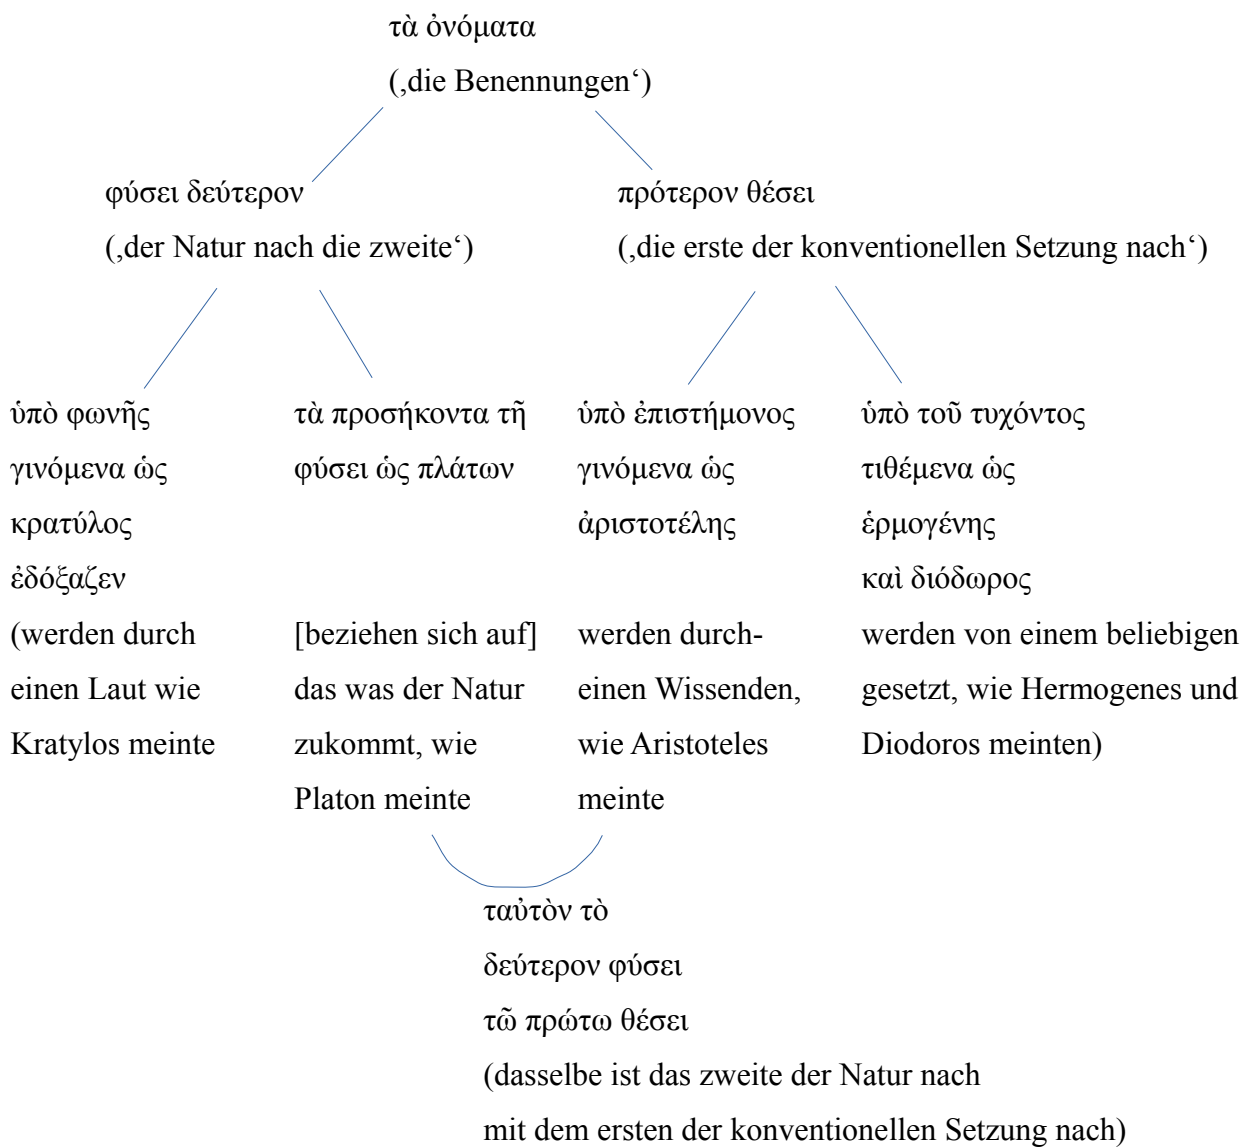 τὰ ὀνόματα
(‚die Benennungen‘)
φύσει δεύτερον
(‚der Natur nach die zweite‘)
πρότερον θέσει
(‚die erste der konventionellen Setzung nach‘)
ὑπὸ φωνῆς
γινόμενα ὡς
κρατύλος
ἐδόξαζεν
(werden durch
einen Laut wie
Kratylos meinte
τὰ προσήκοντα τῆ
φύσει ὡς πλάτων
[beziehen sich auf]
das was der Natur
zukommt, wie
Platon meinte
ὑπὸ ἐπιστήμονος
γινόμενα ὡς
ἀριστοτέλης
werden durch-
einen Wissenden,
wie Aristoteles
meinte
ὑπὸ τοῦ τυχόντος
τιθέμενα ὡς
ἑρμογένης
καὶ διόδωρος
werden von einem beliebigen
gesetzt, wie Hermogenes und
Diodoros meinten)
ταὐτὸν τὸ
δεύτερον φύσει
τῶ πρώτω θέσει
(dasselbe ist das zweite der Natur nach
mit dem ersten der konventionellen Setzung nach)